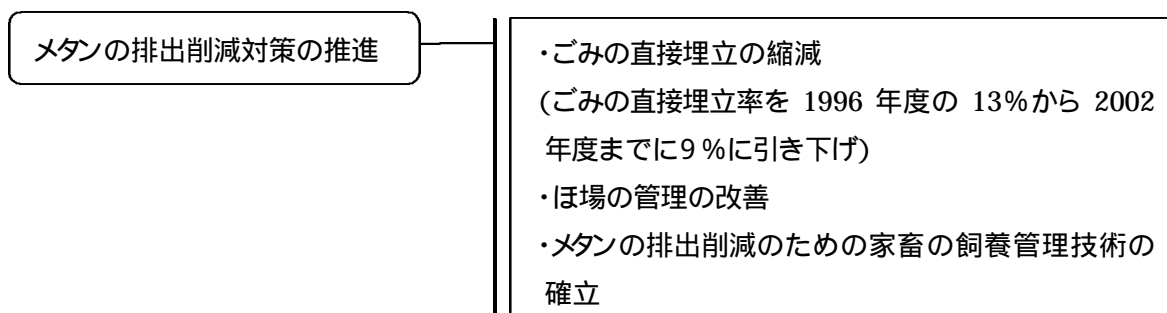 メタンの排出削減対策の推進
・ごみの直接埋立の縮減
(ごみの直接埋立率を 1996 年度の 13%から 2002
年度までに9%に引き下げ)
・ほ場の管理の改善
・メタンの排出削減のための家畜の飼養管理技術の
確立